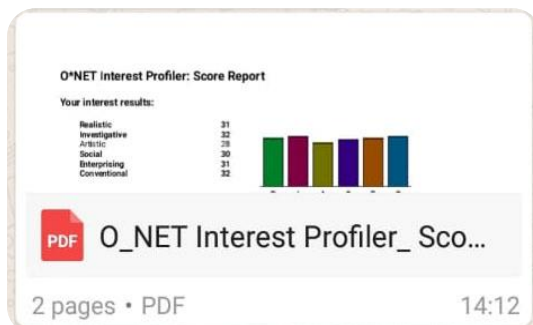 O*NET Interest Profiler: Score Report
Your interest results:
Realistic 31
Investigative 32
Artistic 28
Social 30
Enterprising 31
Conventional 32
PDF O_NET Interest Profiler_ Sco...
2 pages • PDF 14:12